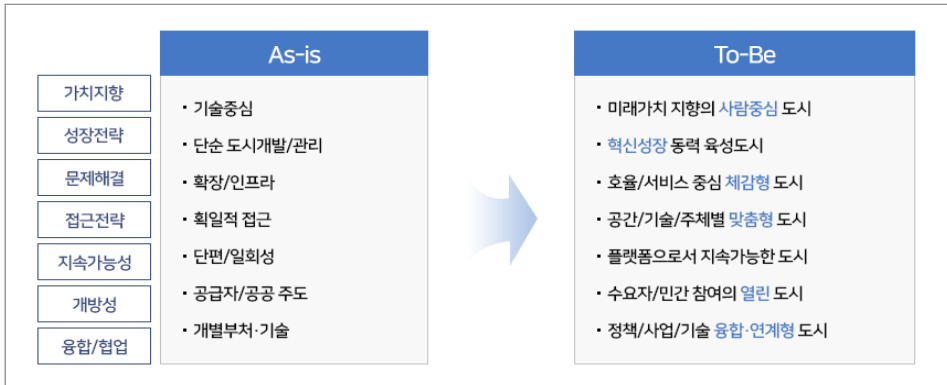 As-is
To-Be
가치지향
성장전략
문제해결
접근전략
지속가능성
개방성
융합/협업
· 기술중심
· 단순 도시개발/관리
· 확장/인프라
· 획일적 접근
· 단편/일회성
· 공급자/공공 주도
· 개별부처·기술
· 미래가치 지향의 사람중심 도시
· 혁신성장 동력 육성도시
· 호율/서비스 중심 체감형 도시
· 공간/기술/주체별 맞춤형 도시
· 플랫폼으로서 지속가능한 도시
· 수요자/민간 참여의 열린 도시
· 정책/사업/기술 융합·연계형 도시